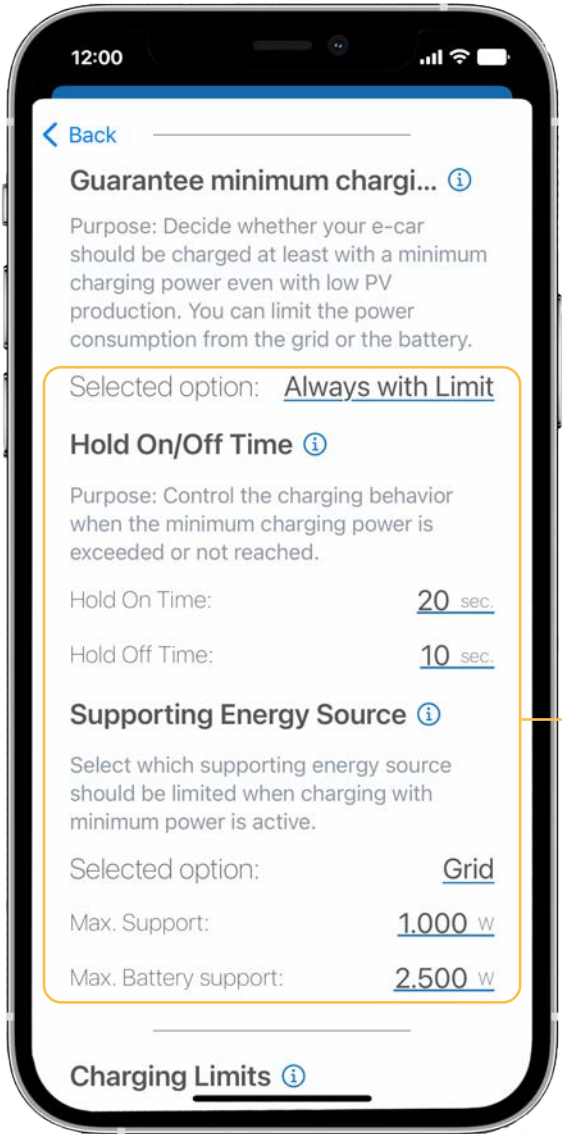 12:00
Back
Guarantee minimum chargi... 
Purpose: Decide whether your e-car
should be charged at least with a minimum
charging power even with low PV
production. You can limit the power
consumption from the grid or the battery.
Selected option: Always with Limit
Hold On/Off Time
Purpose: Control the charging behavior
when the minimum charging power is
exceeded or not reached.
Hold On Time: 20 sec.
Hold Off Time: 10 sec.
Supporting Energy Source
Select which supporting energy source
should be limited when charging with
minimum power is active.
Selected option: Grid
Max. Support: 1.000 W
Max. Battery support: 2.500 W
Charging Limits